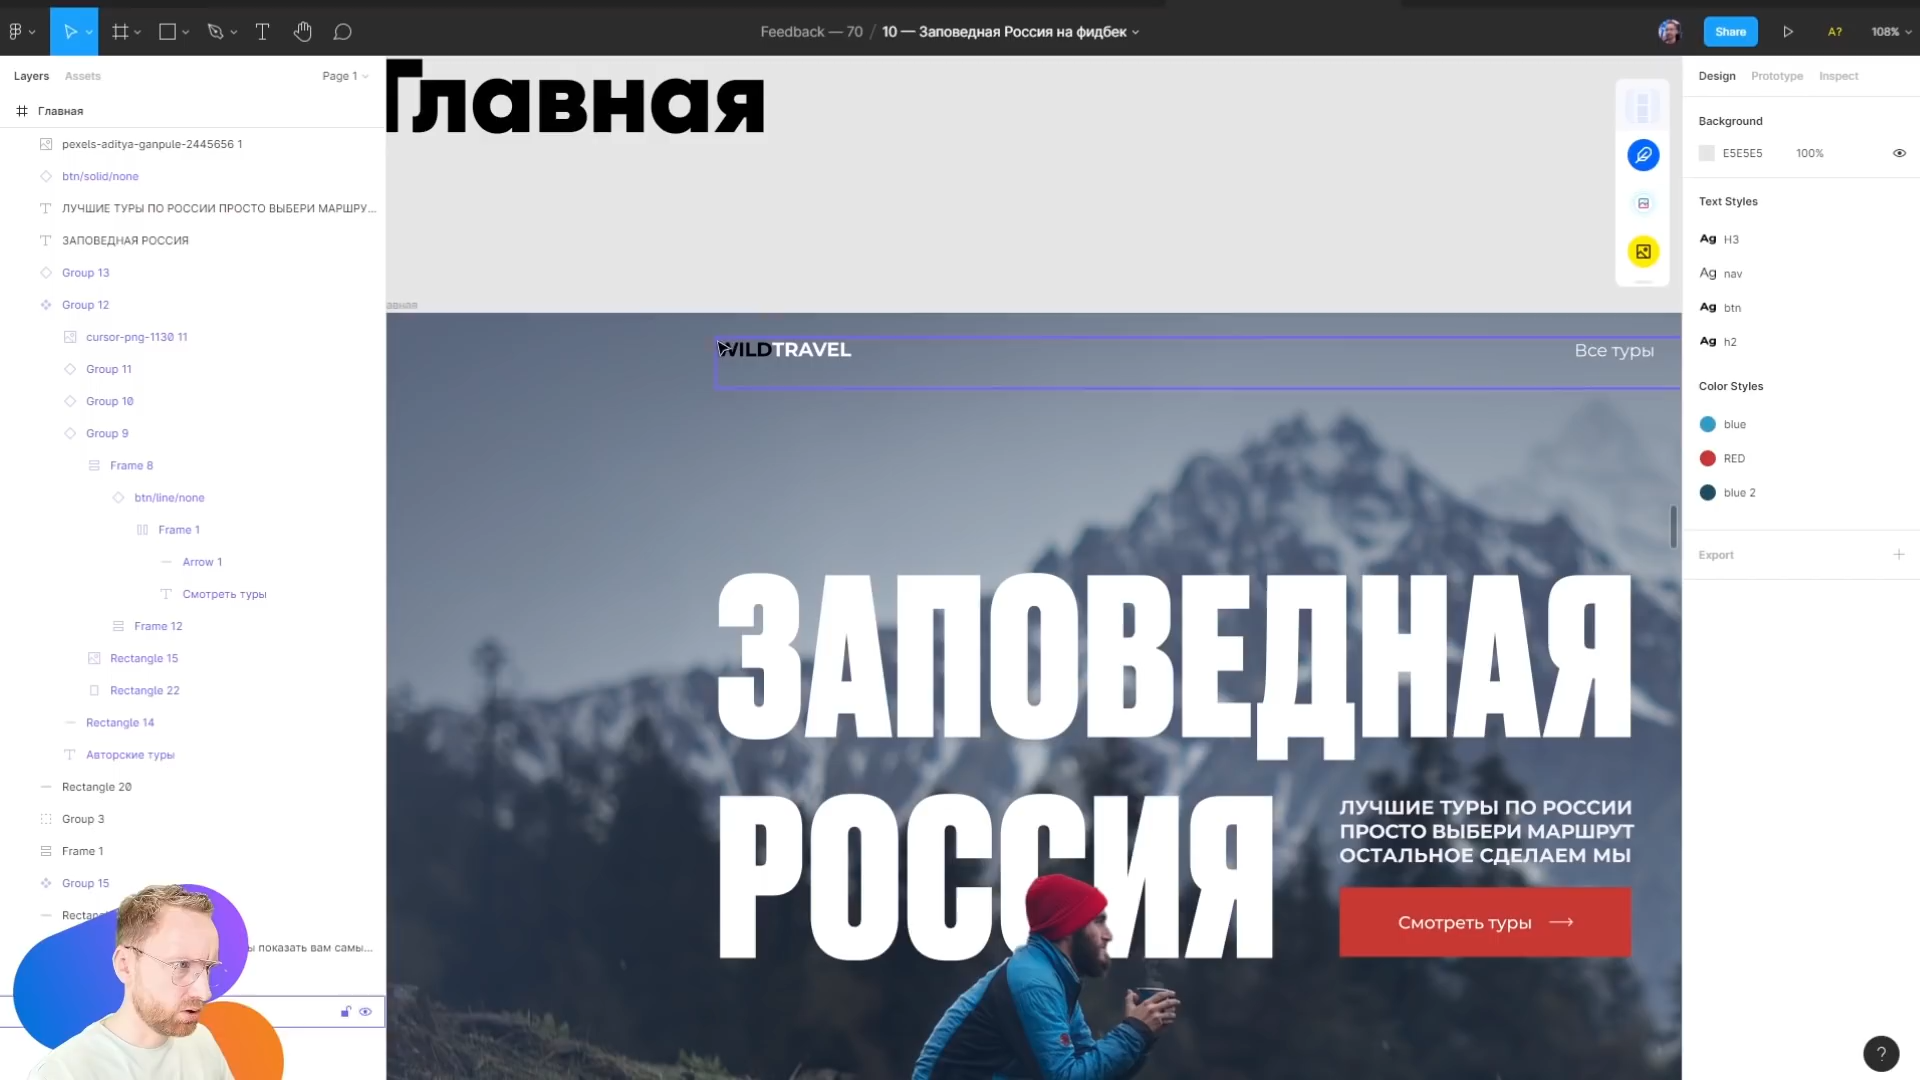 Feedback — 70 / 10 — Заповедная Россия на фидбек
Share
A?
108%
Layers
Assets
Page 1
Главная
pexels-aditya-ganpule-2445656 1
btn/solid/none
ЛУЧШИЕ ТУРЫ ПО РОССИИ ПРОСТО ВЫБЕРИ МАРШРУ...
ЗАПОВЕДНАЯ РОССИЯ
Group 13
Group 12
cursor-png-1130 11
Group 11
Group 10
Group 9
Frame 8
btn/line/none
Frame 1
Arrow 1
Смотреть туры
Frame 12
Rectangle 15
Rectangle 22
Rectangle 14
Авторские туры
Rectangle 20
Group 3
Frame 1
Group 15
показать вам самы...
Главная
WILDTRAVEL
Все туры
ЗАПОВЕДНАЯ
РОССИЯ
ЛУЧШИЕ ТУРЫ ПО РОССИИ
ПРОСТО ВЫБЕРИ МАРШРУТ
ОСТАЛЬНОЕ СДЕЛАЕМ МЫ
Смотреть туры
Design
Prototype
Inspect
Background
E5E5E5
100%
Text Styles
Ag H3
Ag nav
Ag btn
Ag h2
Color Styles
blue
RED
blue 2
Export
?